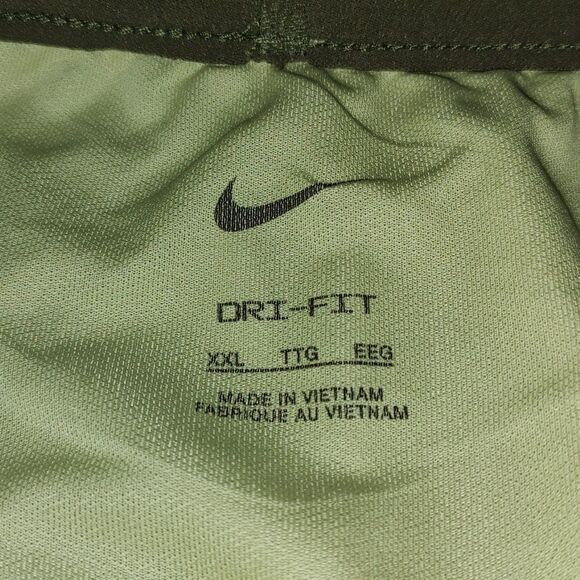 DRI-FIT
XXL TTG EEG
MADE IN VIETNAM
FABRIQUE AU VIETNAM